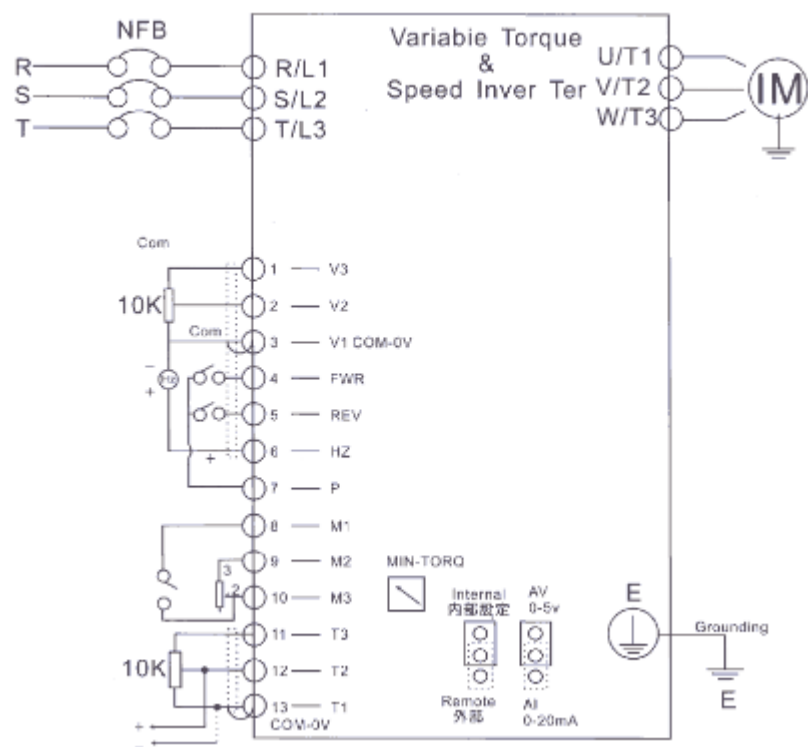 NFB
R
S
T
R/L1
S/L2
T/L3
Variabie Torque
&
Speed Inver Ter
U/T1
V/T2
W/T3
IM
Com
10K
Com
−
Hz
+
+
1 — V3
2 — V2
3 — V1 COM-0V
4 — FWR
5 — REV
6 — HZ
7 — P
8 — M1
9 — M2
10 — M3
11 — T3
12 — T2
13 — T1
COM-0V
3
2
10K
+
−
MIN-TORQ
Internal
内部設定
AV
0-5v
Remote
外部
AI
0-20mA
E
Grounding
E